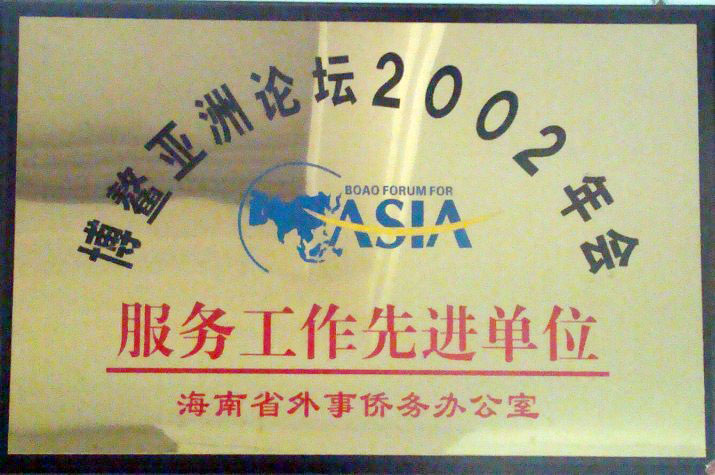 博鳌亚洲论坛2002年会
BOAO FORUM FOR
ASIA
服务工作先进单位
海南省外事侨务办公室